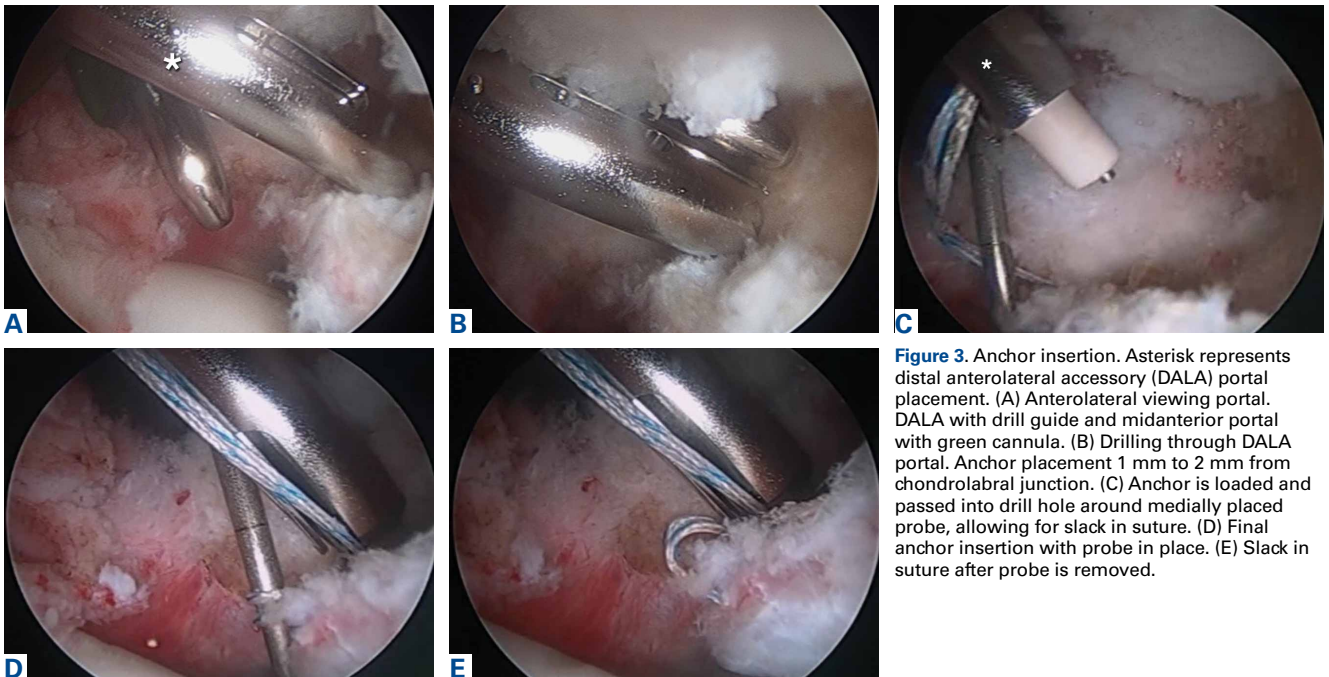 *
A
B
*
C
D
E
Figure 3. Anchor insertion. Asterisk represents
distal anterolateral accessory (DALA) portal
placement. (A) Anterolateral viewing portal.
DALA with drill guide and midanterior portal
with green cannula. (B) Drilling through DALA
portal. Anchor placement 1 mm to 2 mm from
chondrolabral junction. (C) Anchor is loaded and
passed into drill hole around medially placed
probe, allowing for slack in suture. (D) Final
anchor insertion with probe in place. (E) Slack in
suture after probe is removed.